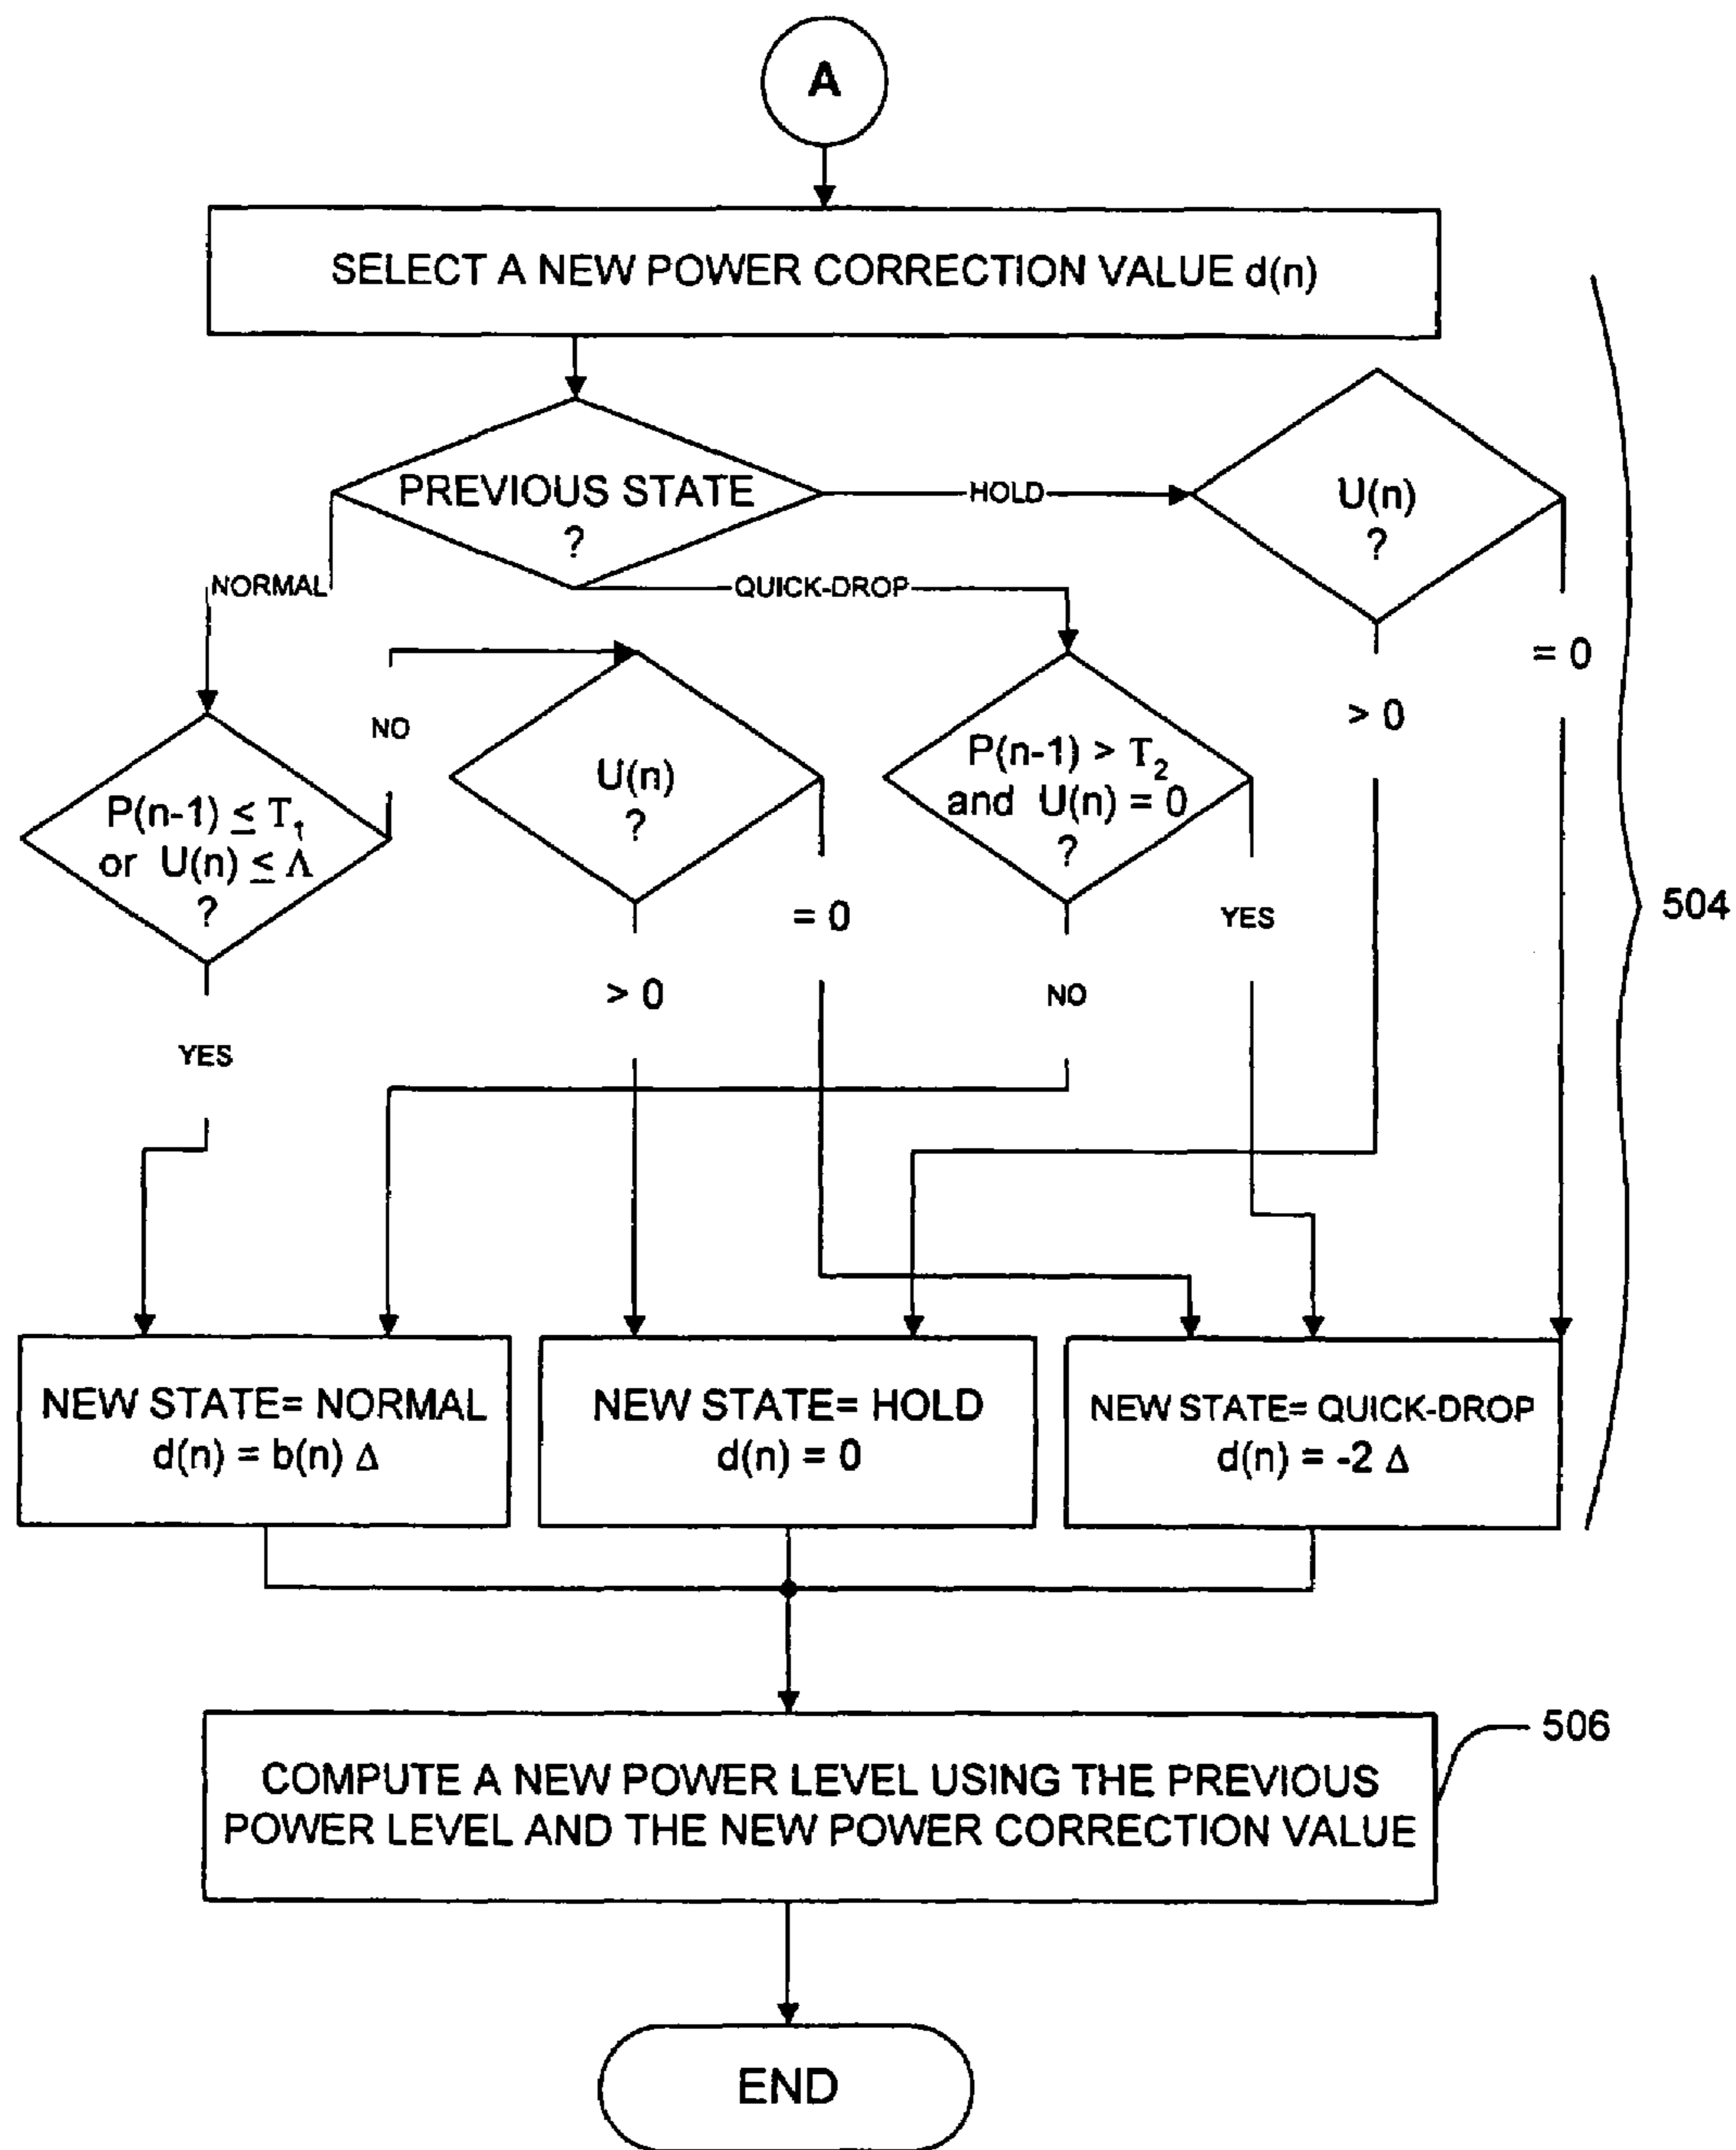 A
SELECT A NEW POWER CORRECTION VALUE d(n)
PREVIOUS STATE
?
HOLD
U(n)
?
NORMAL
QUICK-DROP
= 0
> 0
NO
P(n-1) ≤ T₁
or U(n) ≤ Λ
?
U(n)
?
P(n-1) > T₂
and U(n) = 0
?
504
= 0
YES
> 0
NO
YES
NEW STATE= NORMAL
d(n) = b(n) Δ
NEW STATE= HOLD
d(n) = 0
NEW STATE= QUICK-DROP
d(n) = -2 Δ
506
COMPUTE A NEW POWER LEVEL USING THE PREVIOUS
POWER LEVEL AND THE NEW POWER CORRECTION VALUE
END